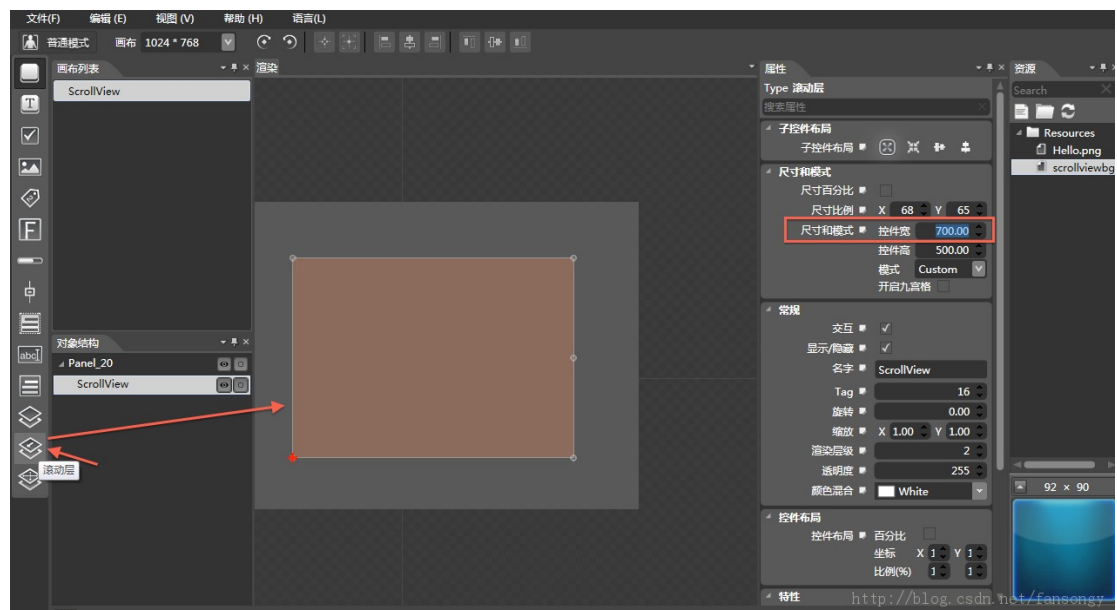 文件(F) 编辑 (E) 视图 (V) 帮助 (H) 语言(L)
普通模式 画布 1024 * 768
画布列表
ScrollView
对象结构
Panel_20
ScrollView
滚动层
渲染
属性
Type 滚动层
搜索属性
子控件布局
子控件布局
尺寸和模式
尺寸百分比
尺寸比例 X 68 Y 65
尺寸和模式 控件宽 700.00
控件高 500.00
模式 Custom
开启九宫格
常规
交互
显示/隐藏
名字 ScrollView
Tag 16
旋转 0.00
缩放 X 1.00 Y 1.00
渲染层级 2
透明度 255
颜色混合 White
控件布局
控件布局 百分比
坐标 X 1 Y 1
比例(%) 1 1
特性
资源
Search
Resources
Hello.png
scrollviewbg
92 × 90
http://blog.csdn.net/fansongy